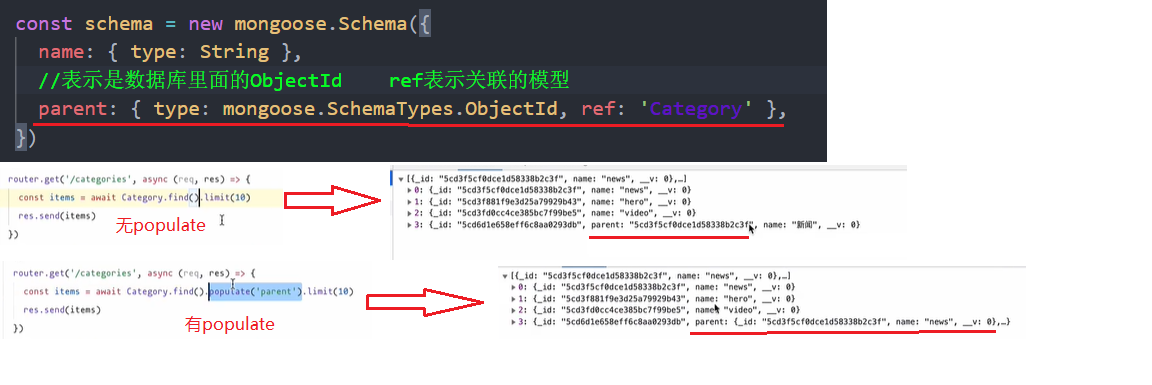 const schema = new mongoose.Schema({
name: { type: String },
//表示是数据库里面的ObjectId ref表示关联的模型
parent: { type: mongoose.SchemaTypes.ObjectId, ref: 'Category' },
})
router.get('/categories', async (req, res) => {
const items = await Category.find().limit(10)
res.send(items)
})
无populate
[{_id: "5cd3f5cf0dce1d58338b2c3f", name: "news", __v: 0},…]
0: {_id: "5cd3f5cf0dce1d58338b2c3f", name: "news", __v: 0}
1: {_id: "5cd3f881f9e3d25a79929b43", name: "hero", __v: 0}
2: {_id: "5cd3fd0cc4ce385bc7f99be5", name: "video", __v: 0}
3: {_id: "5cd6d1e658eff6c8aa0293db", parent: "5cd3f5cf0dce1d58338b2c3f", name: "新闻", __v: 0}
router.get('/categories', async (req, res) => {
const items = await Category.find().populate('parent').limit(10)
res.send(items)
})
有populate
[{_id: "5cd3f5cf0dce1d58338b2c3f", name: "news", __v: 0},…]
0: {_id: "5cd3f5cf0dce1d58338b2c3f", name: "news", __v: 0}
1: {_id: "5cd3f881f9e3d25a79929b43", name: "hero", __v: 0}
2: {_id: "5cd3fd0cc4ce385bc7f99be5", name: "video", __v: 0}
3: {_id: "5cd6d1e658eff6c8aa0293db", parent: {_id: "5cd3f5cf0dce1d58338b2c3f", name: "news", __v: 0},…}